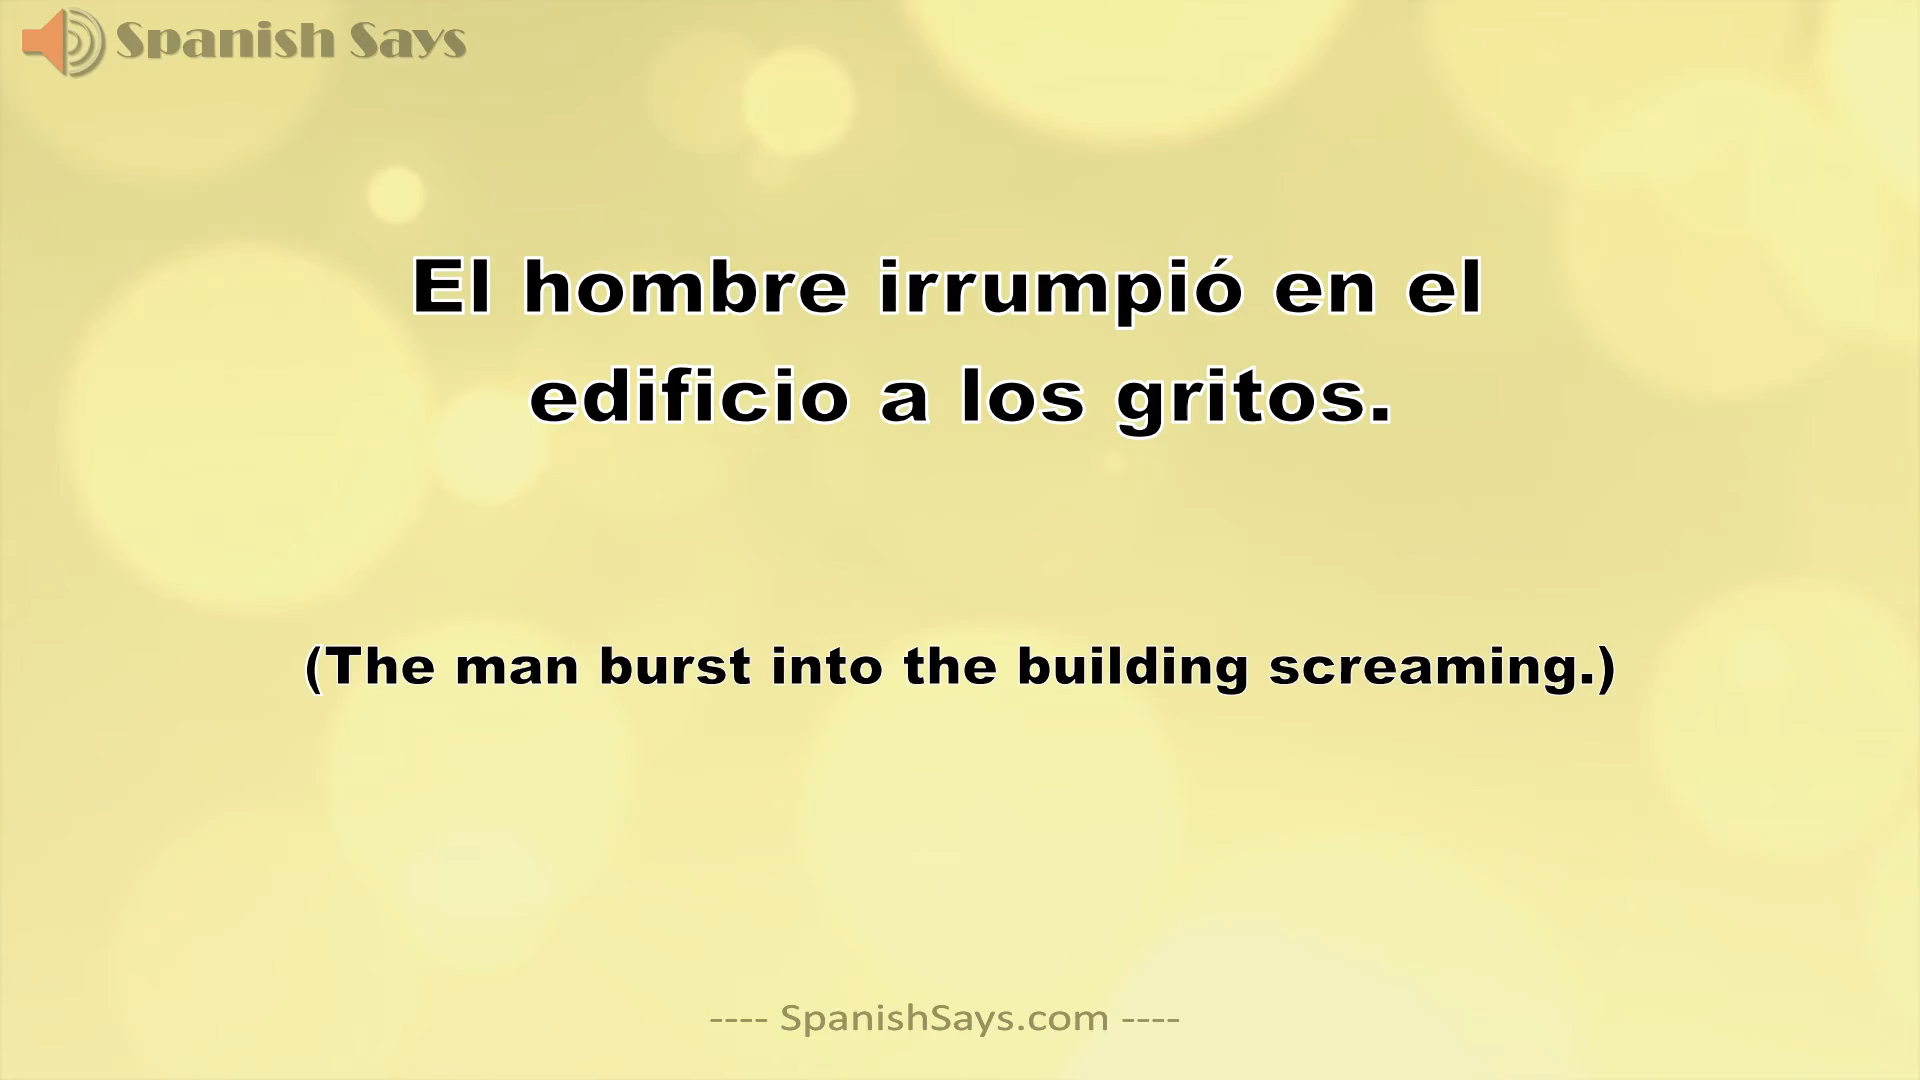 Spanish Says
El hombre irrumpió en el
edificio a los gritos.
(The man burst into the building screaming.)
---- SpanishSays.com ----